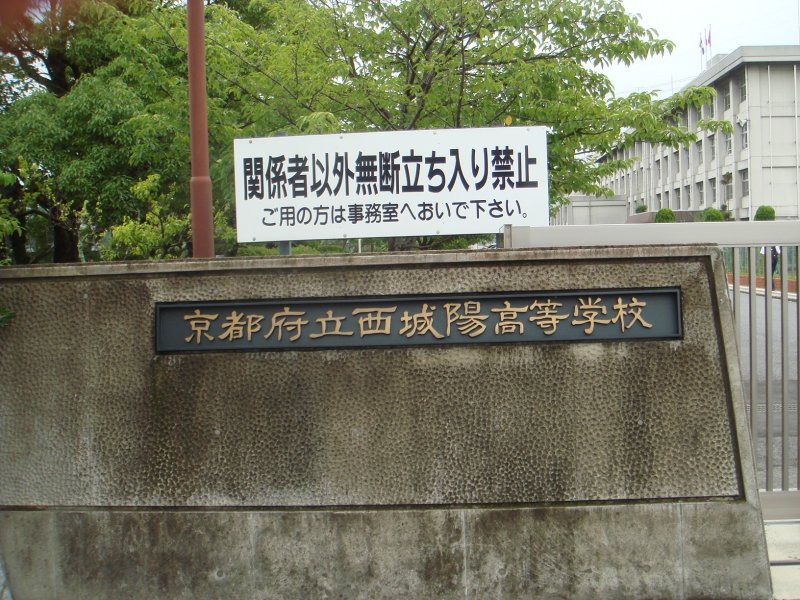 関係者以外無断立ち入り禁止
ご用の方は事務室へおいで下さい。
京都府立西城陽高等学校